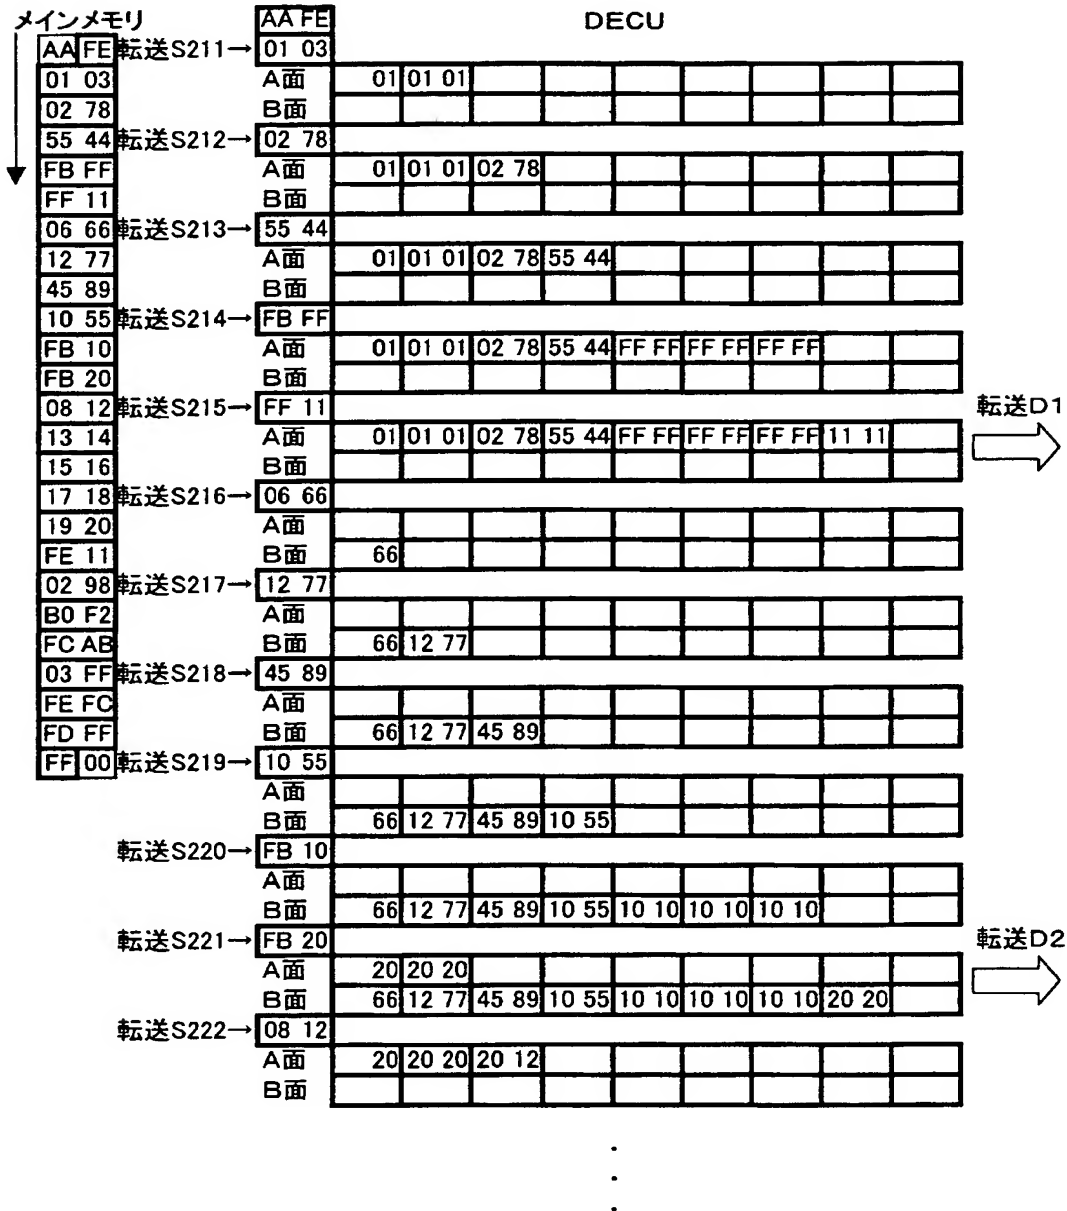 メインメモリ AA FE DECU
AA FE 転送S211→ 01 03
01 03 A面 01 01 01
02 78 B面
55 44 転送S212→ 02 78
FB FF A面 01 01 01 02 78
FF 11 B面
06 66 転送S213→ 55 44
12 77 A面 01 01 01 02 78 55 44
45 89 B面
10 55 転送S214→ FB FF
FB 10 A面 01 01 01 02 78 55 44 FF FF FF FF FF FF
FB 20 B面
08 12 転送S215→ FF 11 転送D1
13 14 A面 01 01 01 02 78 55 44 FF FF FF FF FF FF 11 11
15 16 B面
17 18 転送S216→ 06 66
19 20 A面
FE 11 B面 66
02 98 転送S217→ 12 77
B0 F2 A面
FC AB B面 66 12 77
03 FF 転送S218→ 45 89
FE FC A面
FD FF B面 66 12 77 45 89
FF 00 転送S219→ 10 55
A面
B面 66 12 77 45 89 10 55
転送S220→ FB 10
A面
B面 66 12 77 45 89 10 55 10 10 10 10 10 10
転送S221→ FB 20 転送D2
A面 20 20 20
B面 66 12 77 45 89 10 55 10 10 10 10 10 10 20 20
転送S222→ 08 12
A面 20 20 20 20 12
B面